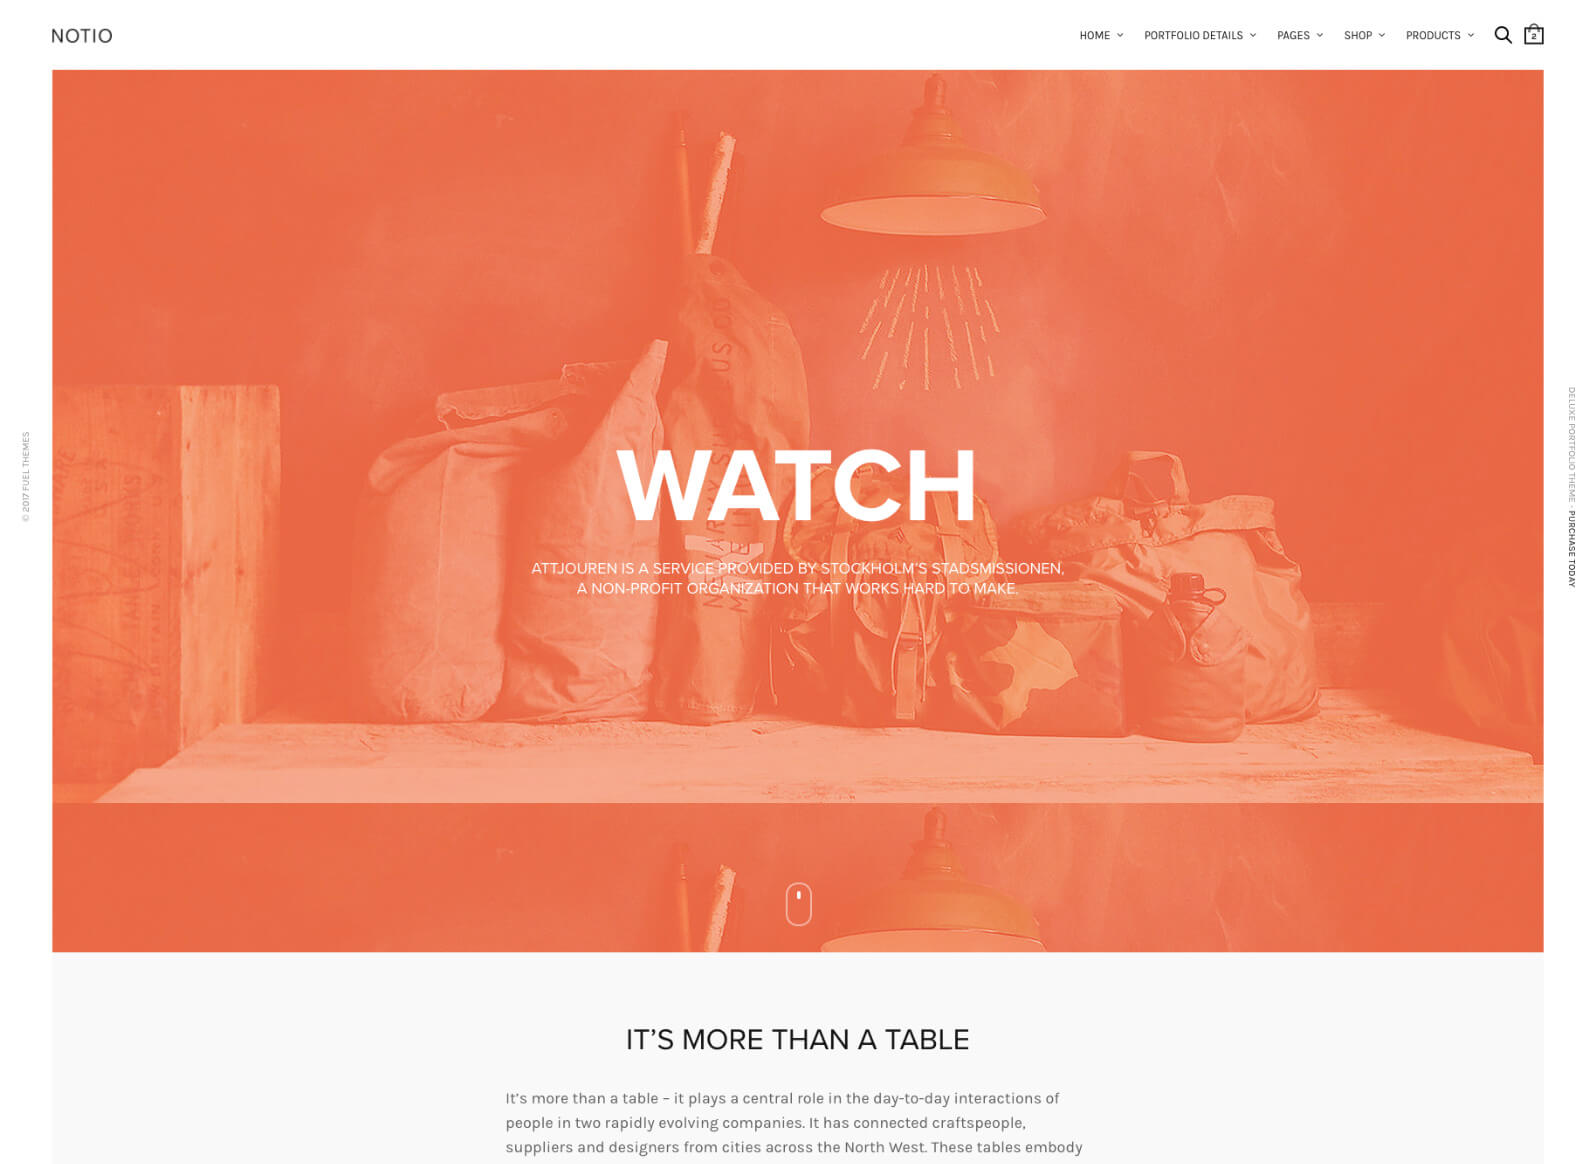 NOTIO
HOME
PORTFOLIO DETAILS
PAGES
SHOP
PRODUCTS
2
© 2017 FUEL THEMES
DELUXE PORTFOLIO THEME - PURCHASE TODAY
US OD
WATCH
ATTJOUREN IS A SERVICE PROVIDED BY STOCKHOLM’S STADSMISSIONEN,
A NON-PROFIT ORGANIZATION THAT WORKS HARD TO MAKE.
IT’S MORE THAN A TABLE
It’s more than a table – it plays a central role in the day-to-day interactions of
people in two rapidly evolving companies. It has connected craftspeople,
suppliers and designers from cities across the North West. These tables embody